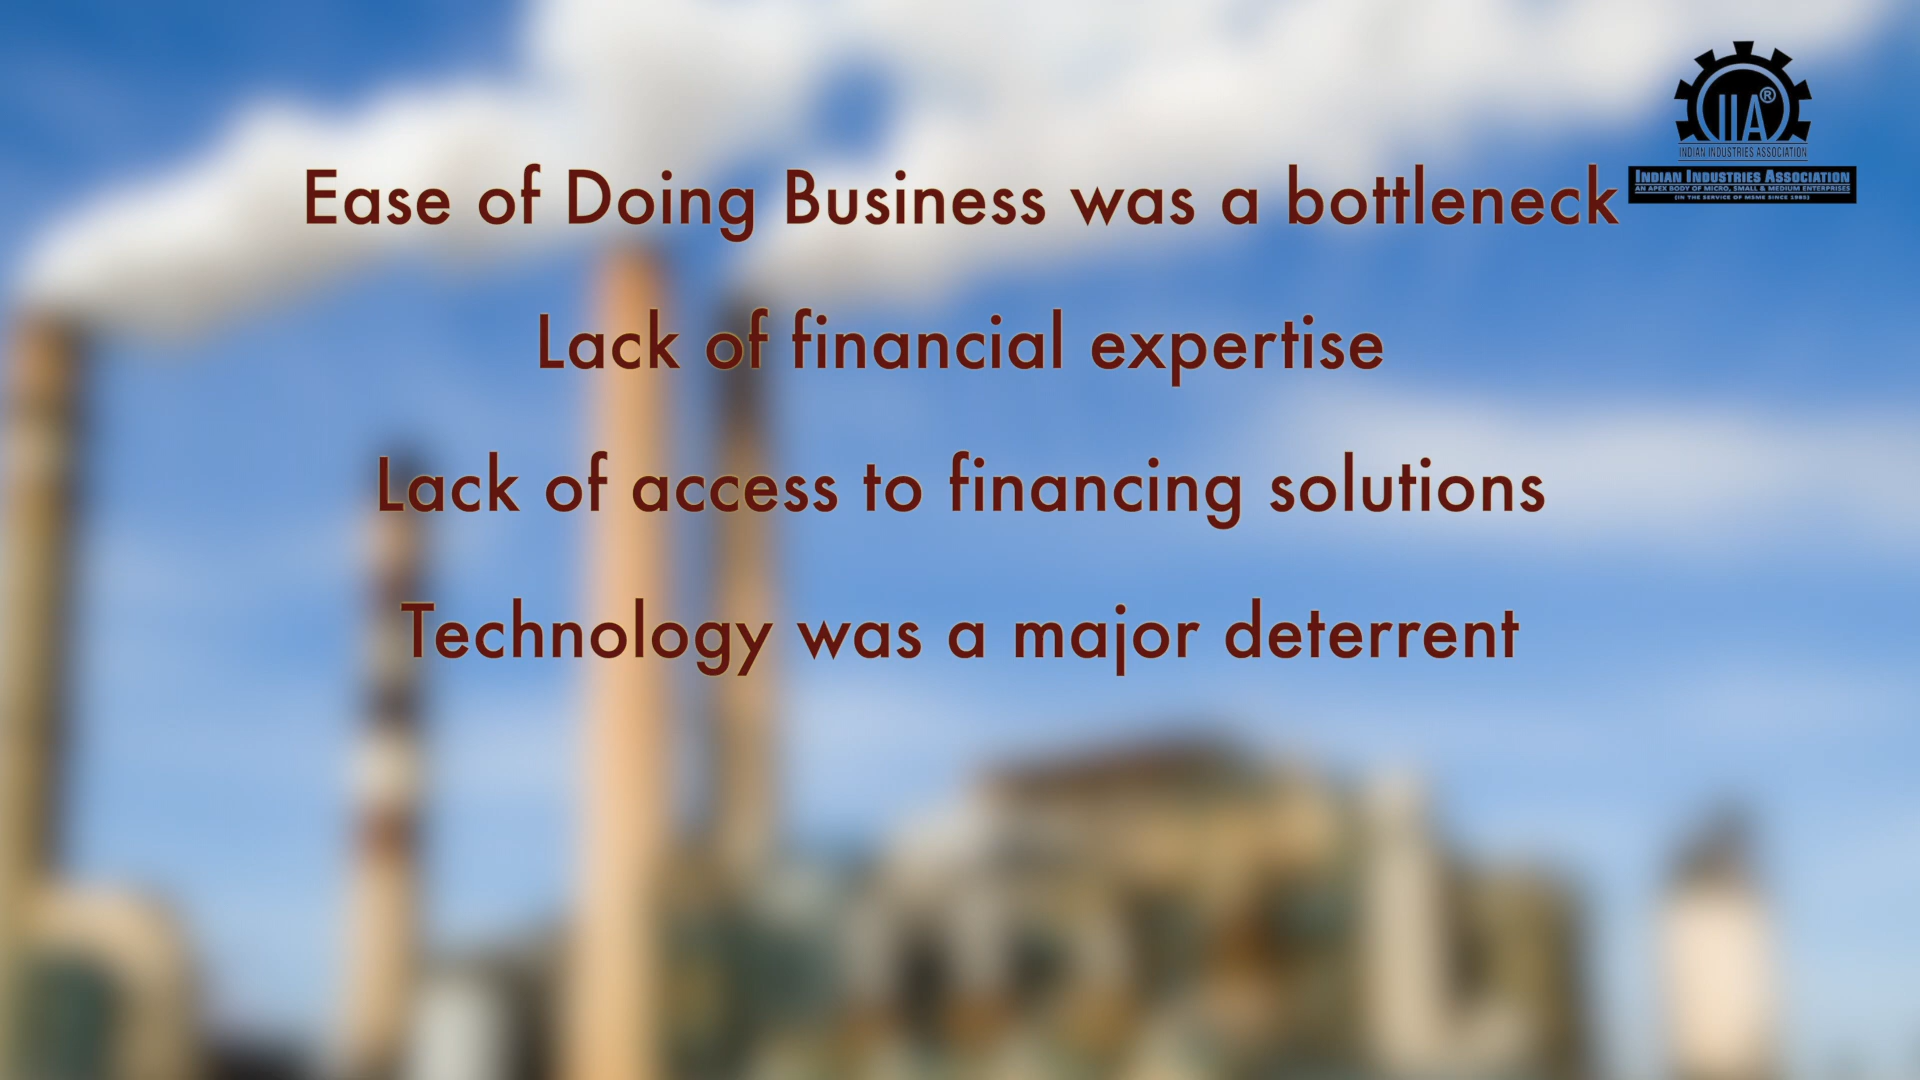 IIA®
INDIAN INDUSTRIES ASSOCIATION
INDIAN INDUSTRIES ASSOCIATION
AN APEX BODY OF MICRO, SMALL & MEDIUM ENTERPRISES
(IN THE SERVICE OF MSME SINCE 1985)
Ease of Doing Business was a bottleneck
Lack of financial expertise
Lack of access to financing solutions
Technology was a major deterrent